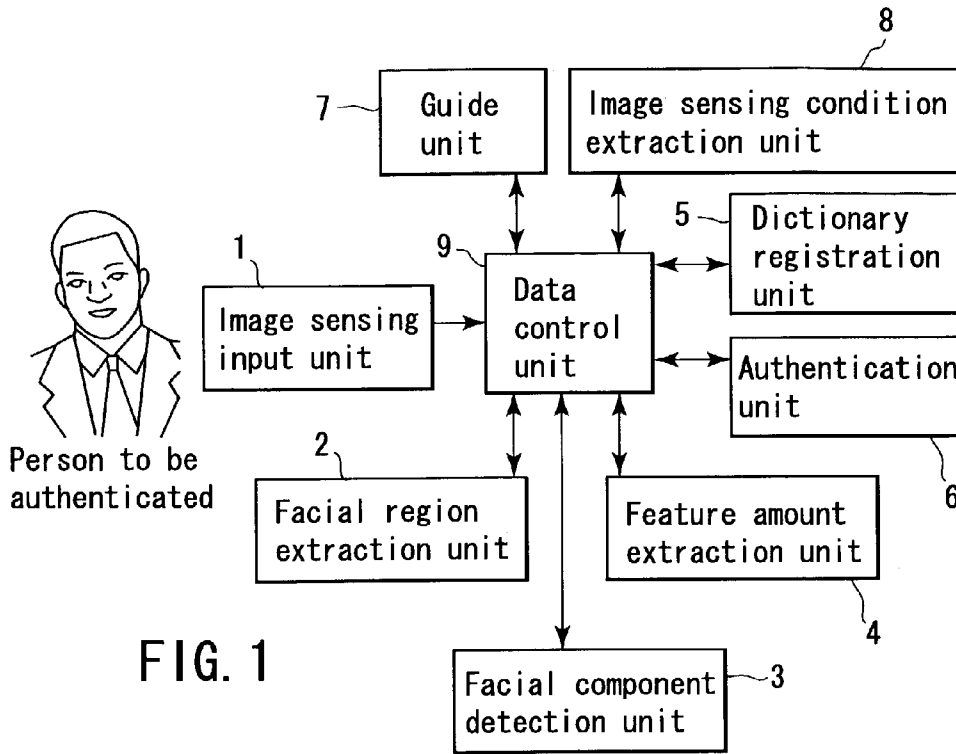 8
7
Guide
unit
Image sensing condition
extraction unit
5
Dictionary
registration
unit
1
9
Image sensing
input unit
Data
control
unit
Authentication
unit
6
Person to be
authenticated
2
Facial region
extraction unit
Feature amount
extraction unit
4
FIG. 1
Facial component
detection unit
3